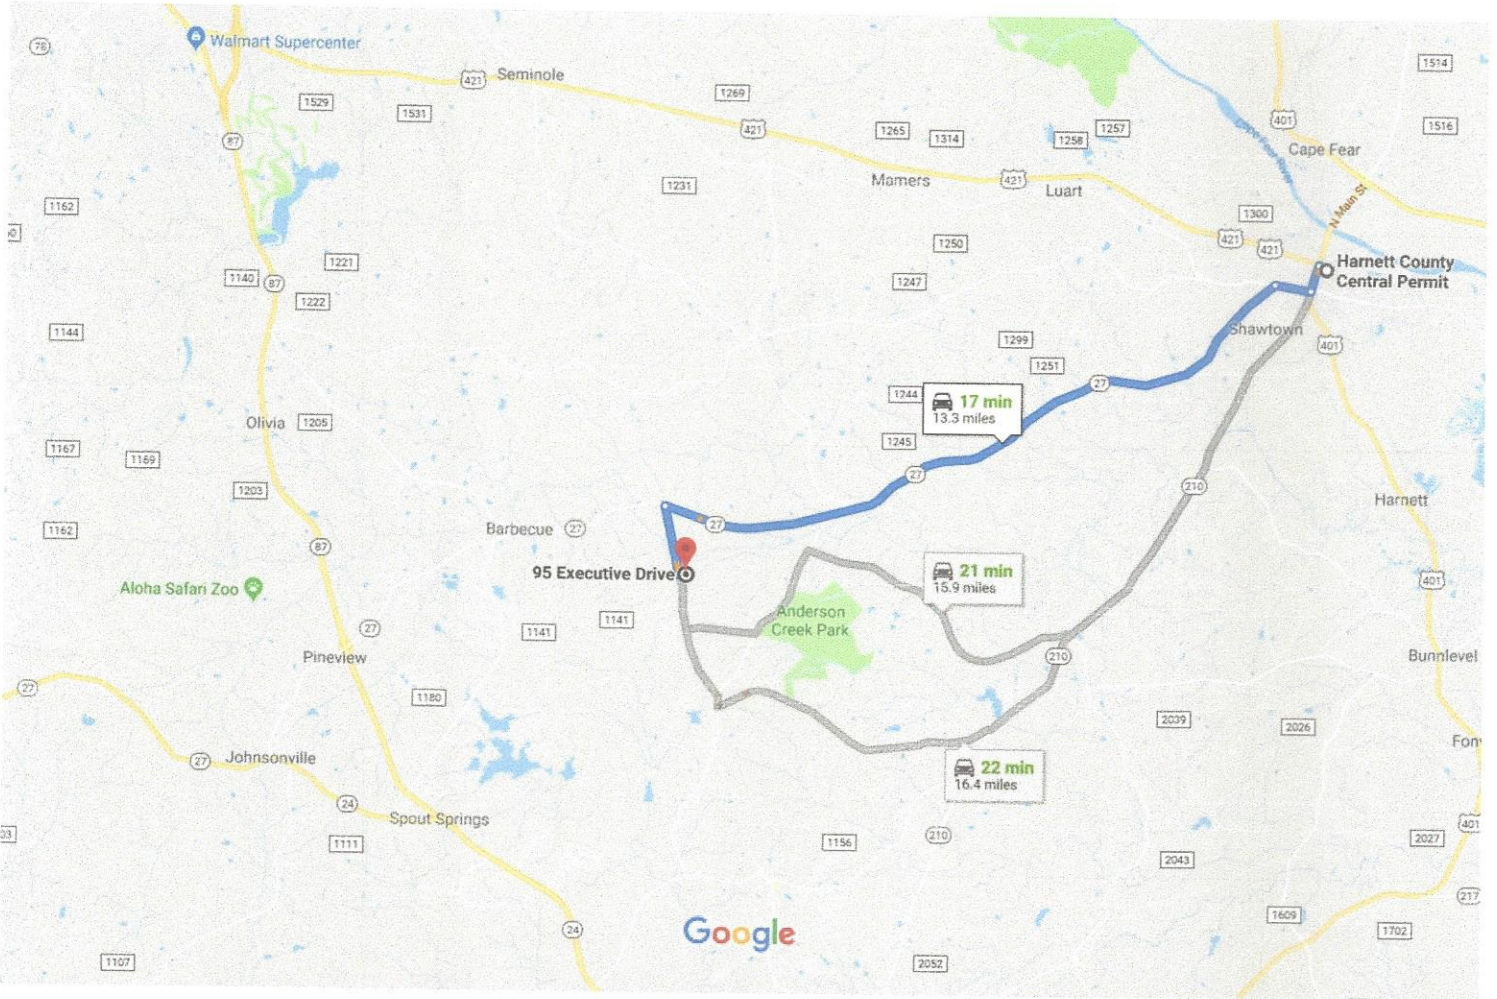 78
Walmart Supercenter
421
Seminole
1529
1531
1269
421
1265
1314
1258
1257
401
1514
1516
Cape Fear
87
1162
1231
Mamers
421
Luart
Cape Fear River
N Main St
1300
421
421
1250
1221
1140
87
1222
1247
Harnett County
Central Permit
1144
1299
1251
Shawtown
401
1244
17 min
13.3 miles
27
Olivia
1205
1245
1167
1169
27
1203
210
Harnett
1162
Barbecue
27
27
87
95 Executive Drive
21 min
15.9 miles
401
Aloha Safari Zoo
1141
1141
Anderson
Creek Park
27
Pineview
210
Bunnlevel
27
1180
2039
2026
Johnsonville
27
22 min
16.4 miles
24
Spout Springs
1111
1156
210
401
2027
2043
217
24
Google
1609
1702
1107
2052